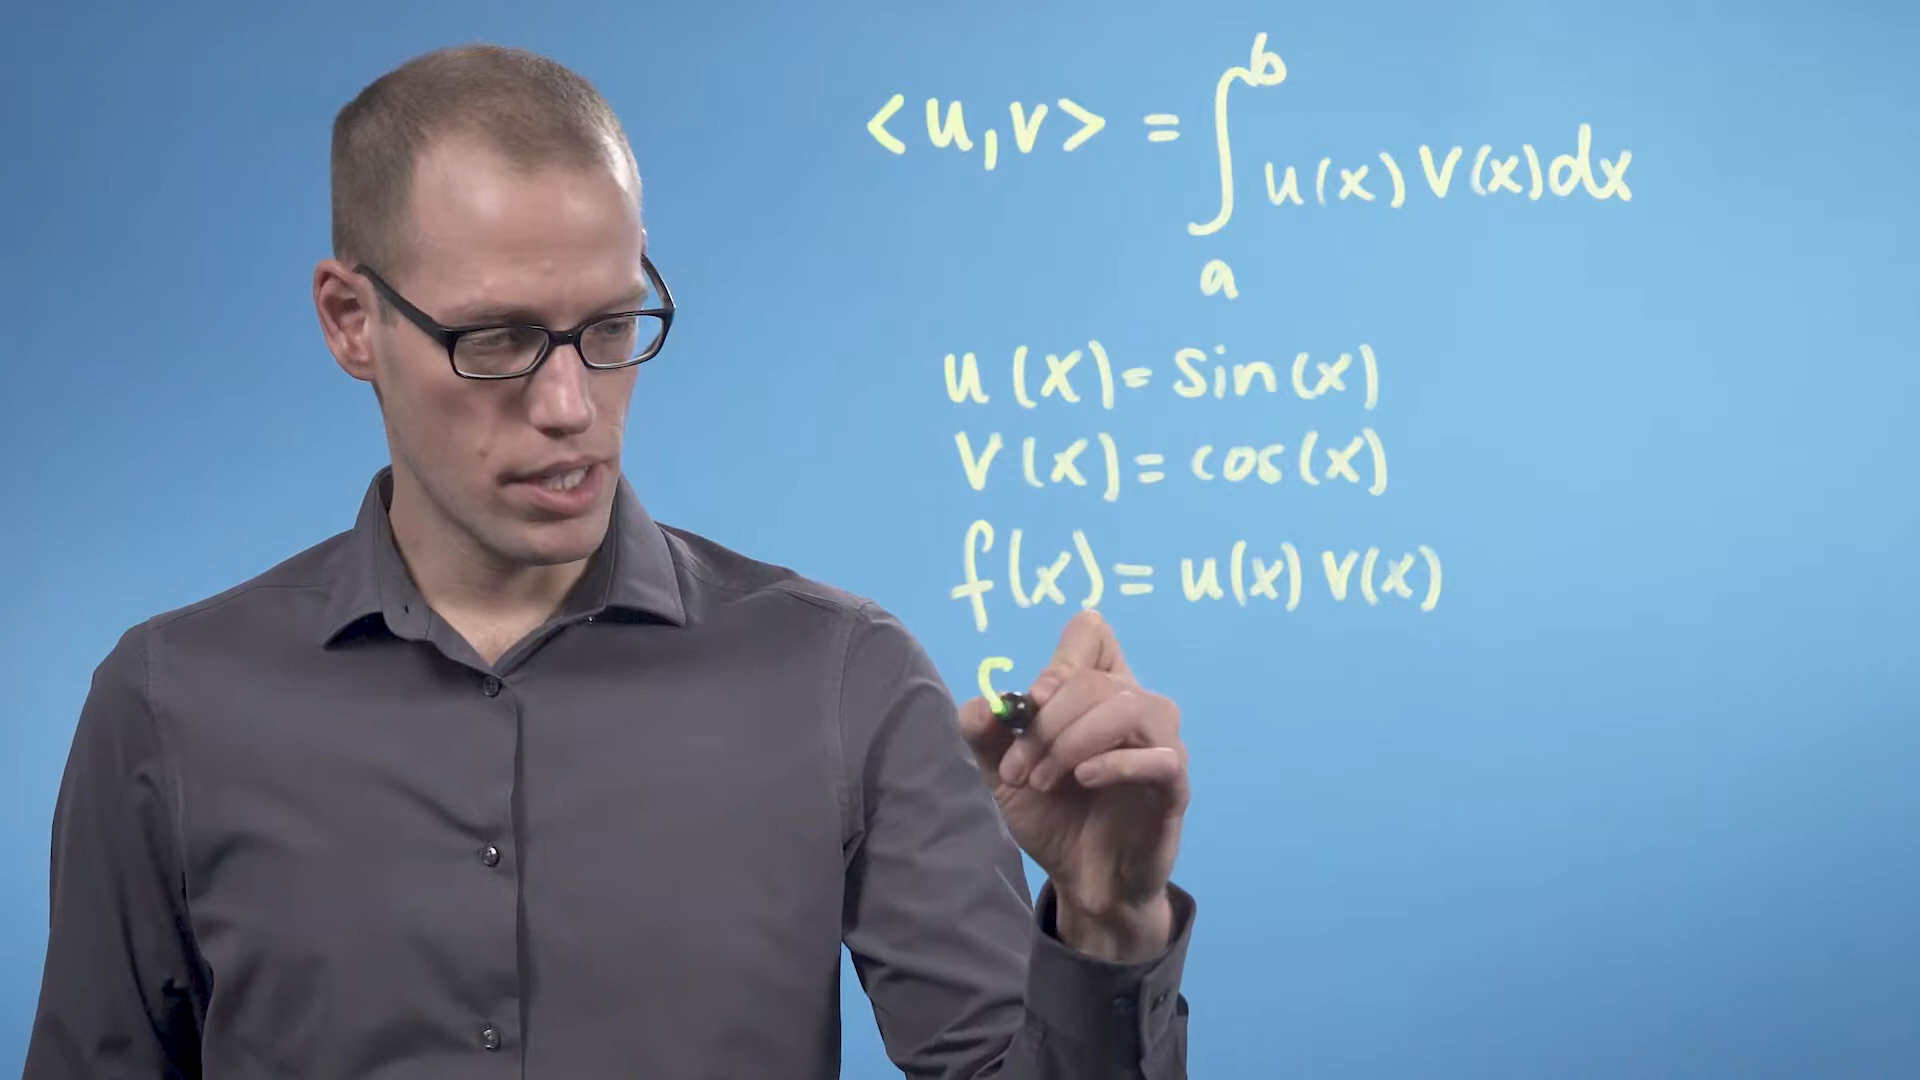 <u,v> = ∫ₐᵇ u(x) v(x)dx
u(x) = sin(x)
v(x) = cos(x)
f(x) = u(x) v(x)